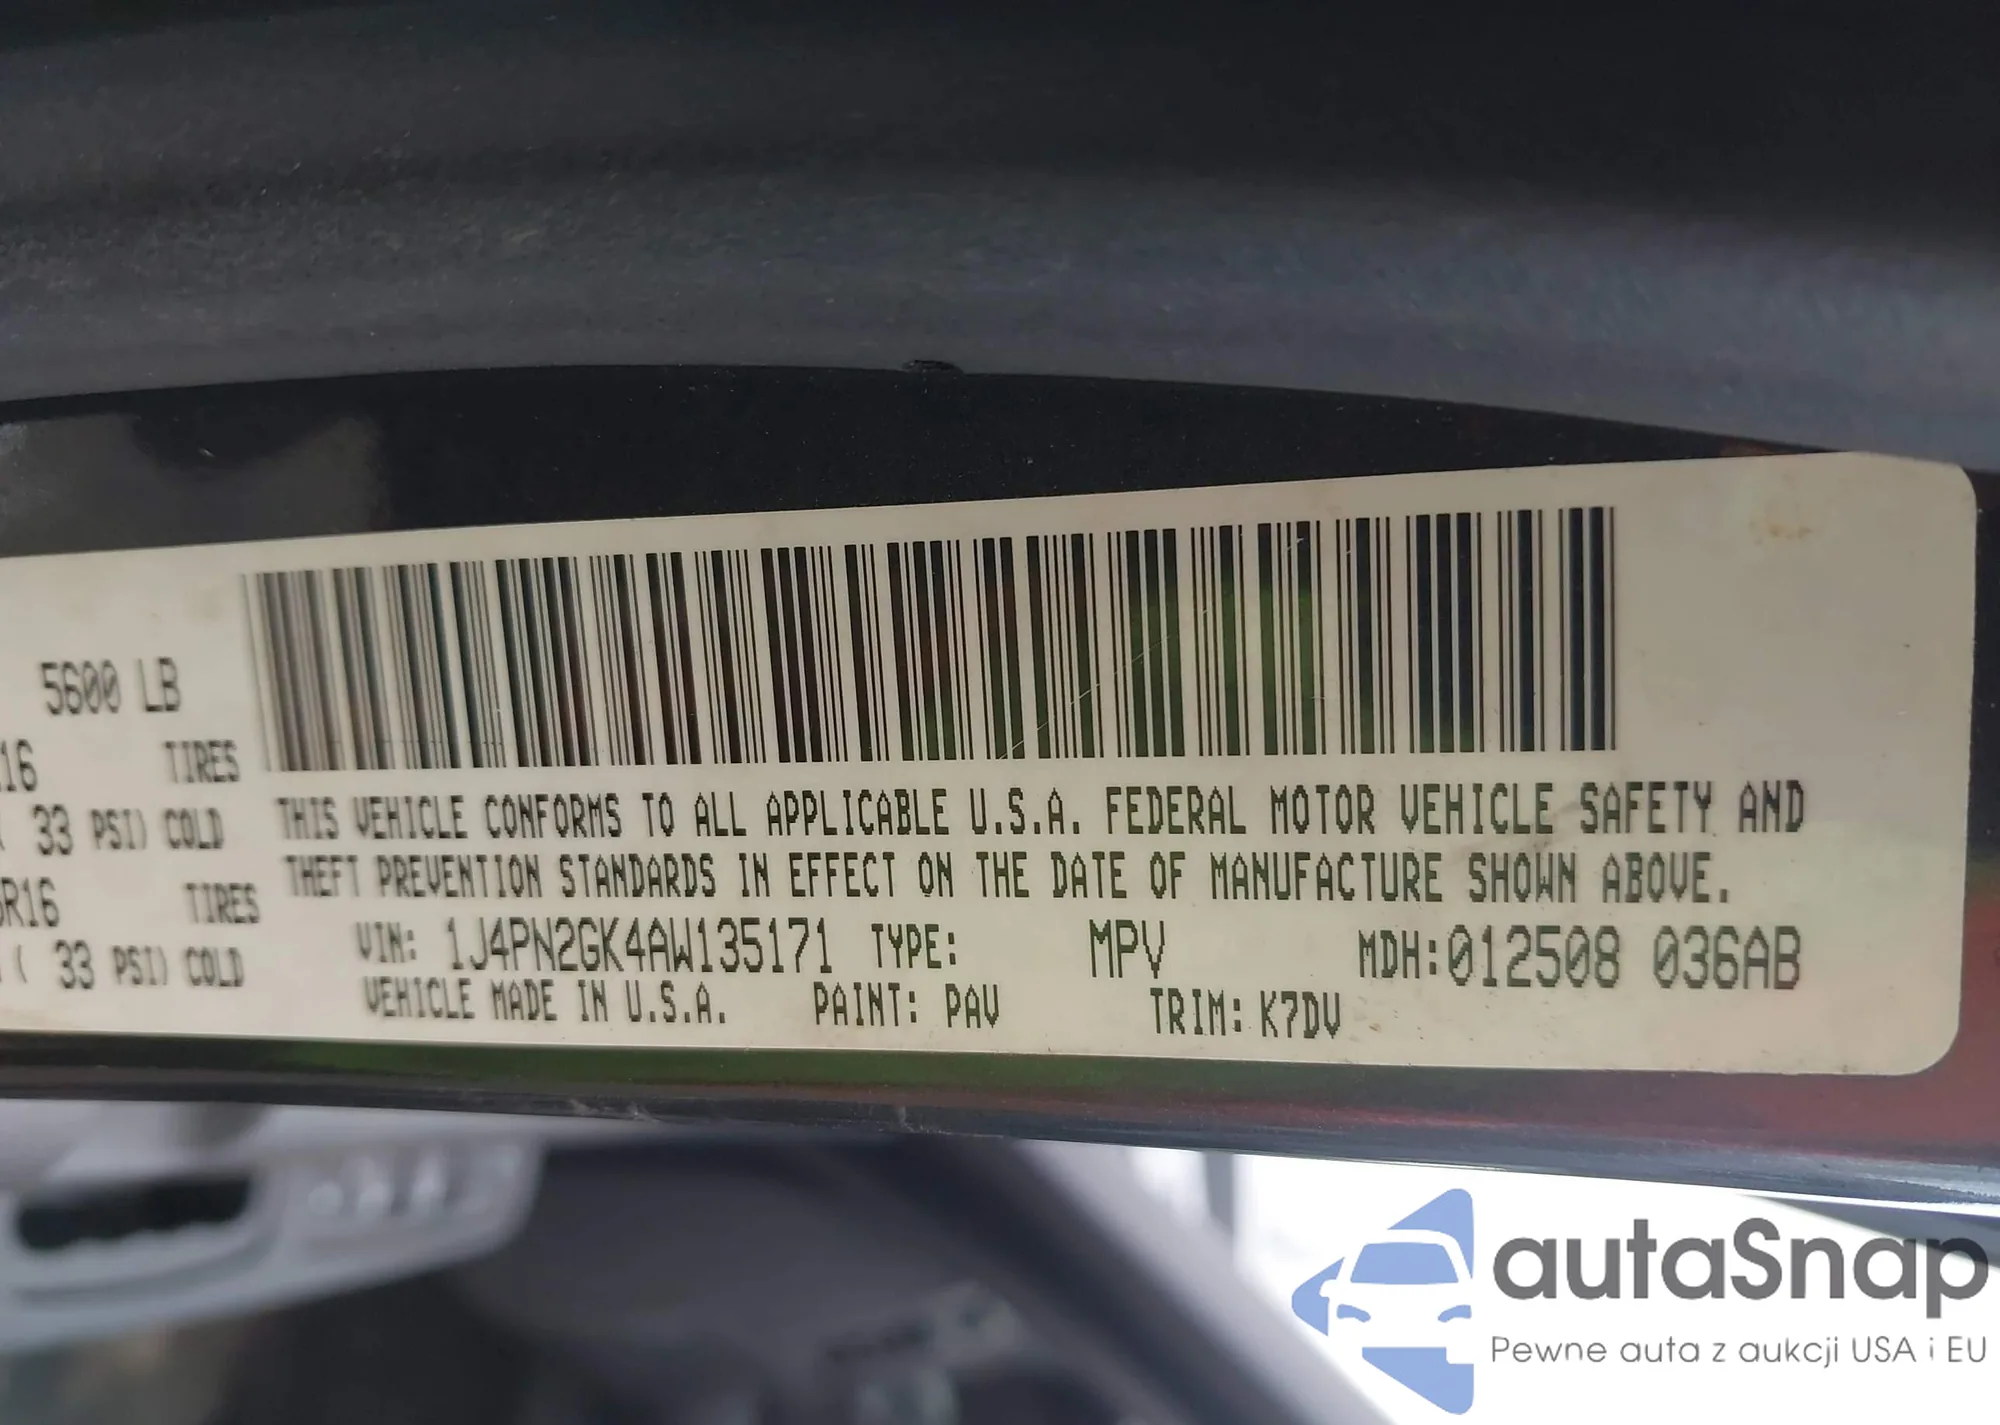 5600 LB
16 TIRES
( 33 PSI) COLD
R16 TIRES
( 33 PSI) COLD
THIS VEHICLE CONFORMS TO ALL APPLICABLE U.S.A. FEDERAL MOTOR VEHICLE SAFETY AND
THEFT PREVENTION STANDARDS IN EFFECT ON THE DATE OF MANUFACTURE SHOWN ABOVE.
VIN: 1J4PN2GK4AW135171 TYPE: MPV MDH:012508 036AB
VEHICLE MADE IN U.S.A. PAINT: PAV TRIM: K7DV
autaSnap
Pewne auta z aukcji USA i EU